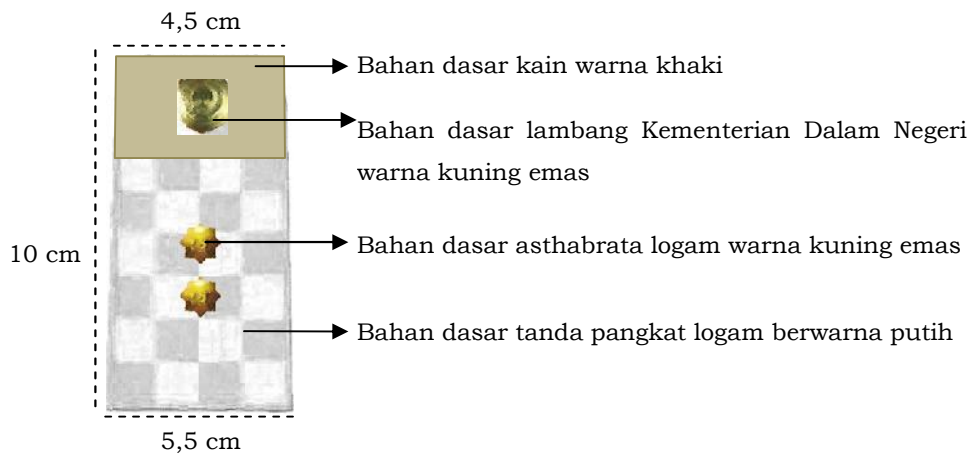 4,5 cm
Bahan dasar kain warna khaki
Bahan dasar lambang Kementerian Dalam Negeri
warna kuning emas
10 cm
Bahan dasar asthabrata logam warna kuning emas
Bahan dasar tanda pangkat logam berwarna putih
5,5 cm